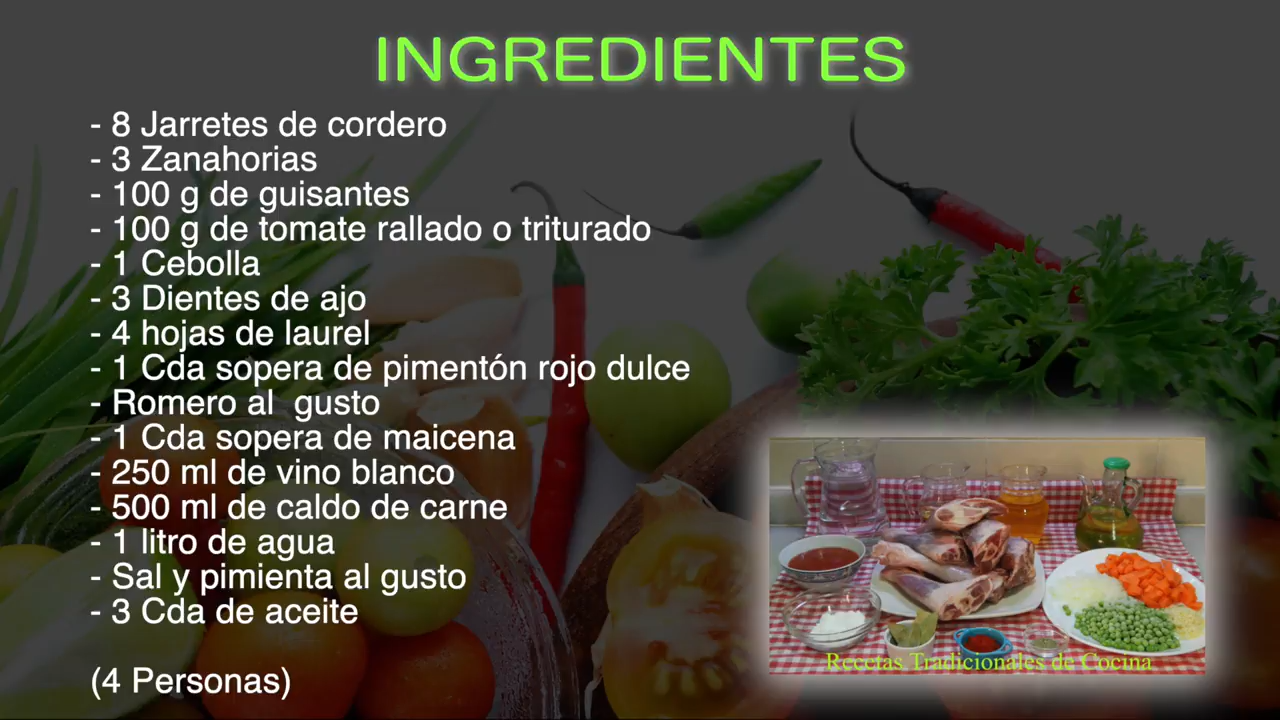 INGREDIENTES
- 8 Jarretes de cordero
- 3 Zanahorias
- 100 g de guisantes
- 100 g de tomate rallado o triturado
- 1 Cebolla
- 3 Dientes de ajo
- 4 hojas de laurel
- 1 Cda sopera de pimentón rojo dulce
- Romero al  gusto
- 1 Cda sopera de maicena
- 250 ml de vino blanco
- 500 ml de caldo de carne
- 1 litro de agua
- Sal y pimienta al gusto
- 3 Cda de aceite
(4 Personas)
Recetas Tradicionales de Cocina